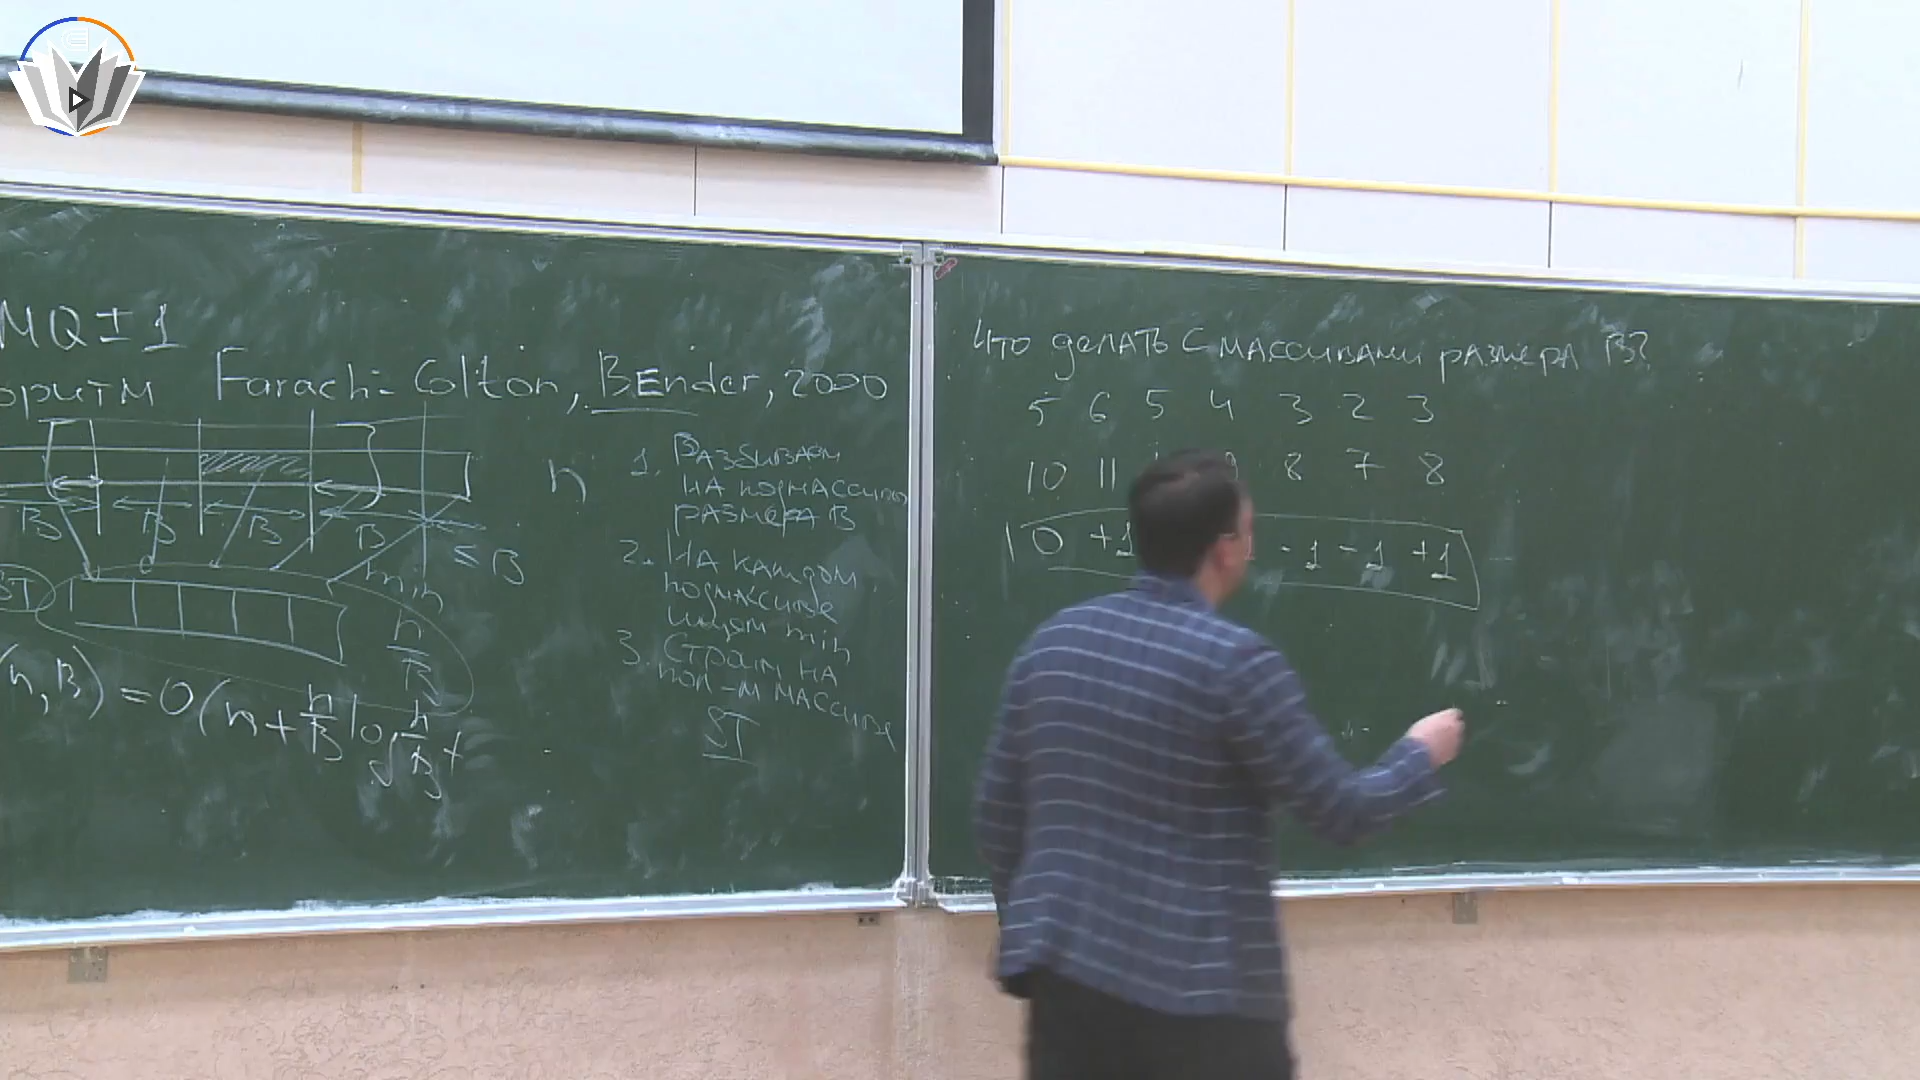 MQ±1
оритм Farach-Colton, Bender, 2000
n
B B B B ≤ B
min
ST
n/B
(n,B) = O(n + n/B log n/B +
1. Разбиваем
на подмассивы
размера B
2. На каждом
подмассиве
ищем min
3. Строим на
пол-м массиве
ST
Что делать с массивами размера B?
5 6 5 4 3 2 3
10 11 8 7 8
0 +1 -1 -1 +1